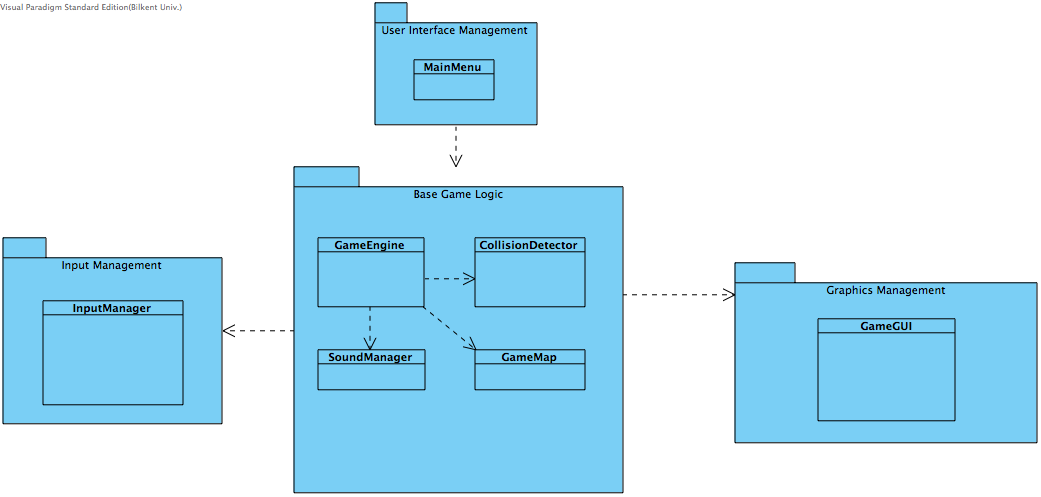 Visual Paradigm Standard Edition(Bilkent Univ.)
User Interface Management
MainMenu
Base Game Logic
GameEngine
CollisionDetector
SoundManager
GameMap
Input Management
InputManager
Graphics Management
GameGUI